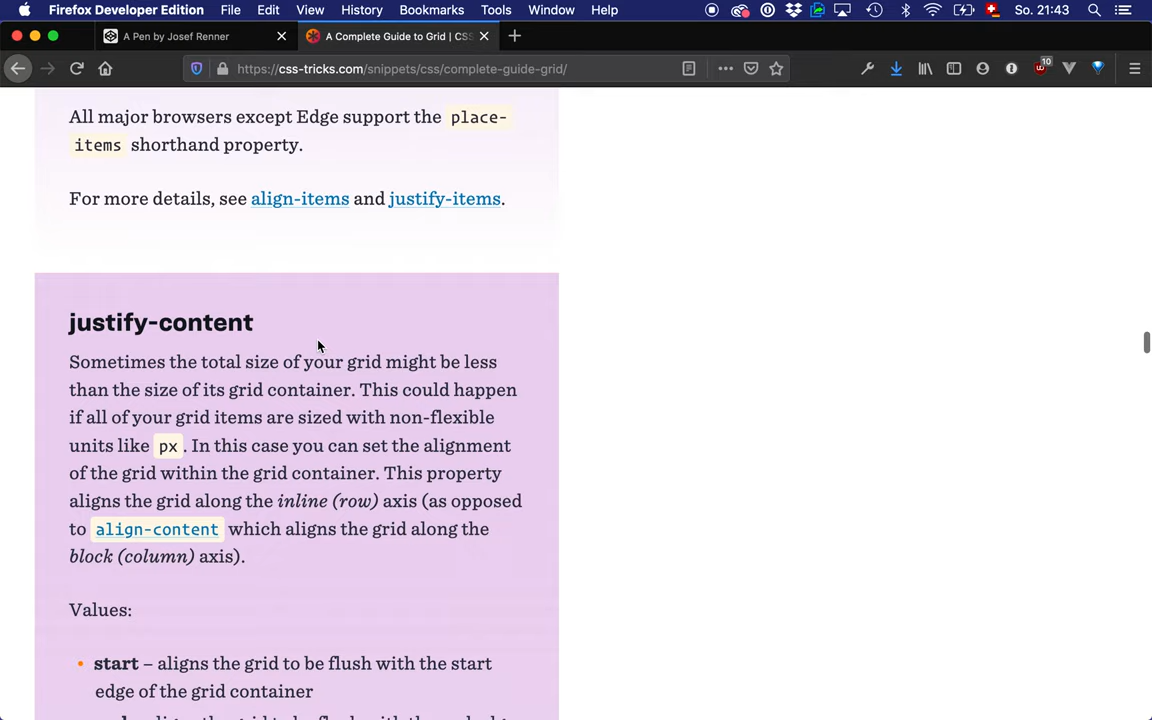 Firefox Developer Edition File Edit View History Bookmarks Tools Window Help So. 21:43
A Pen by Josef Renner A Complete Guide to Grid | CSS
https://css-tricks.com/snippets/css/complete-guide-grid/ 10
All major browsers except Edge support the place-
items shorthand property.
For more details, see align-items and justify-items.
justify-content
Sometimes the total size of your grid might be less
than the size of its grid container. This could happen
if all of your grid items are sized with non-flexible
units like px. In this case you can set the alignment
of the grid within the grid container. This property
aligns the grid along the inline (row) axis (as opposed
to align-content which aligns the grid along the
block (column) axis).
Values:
• start – aligns the grid to be flush with the start
edge of the grid container